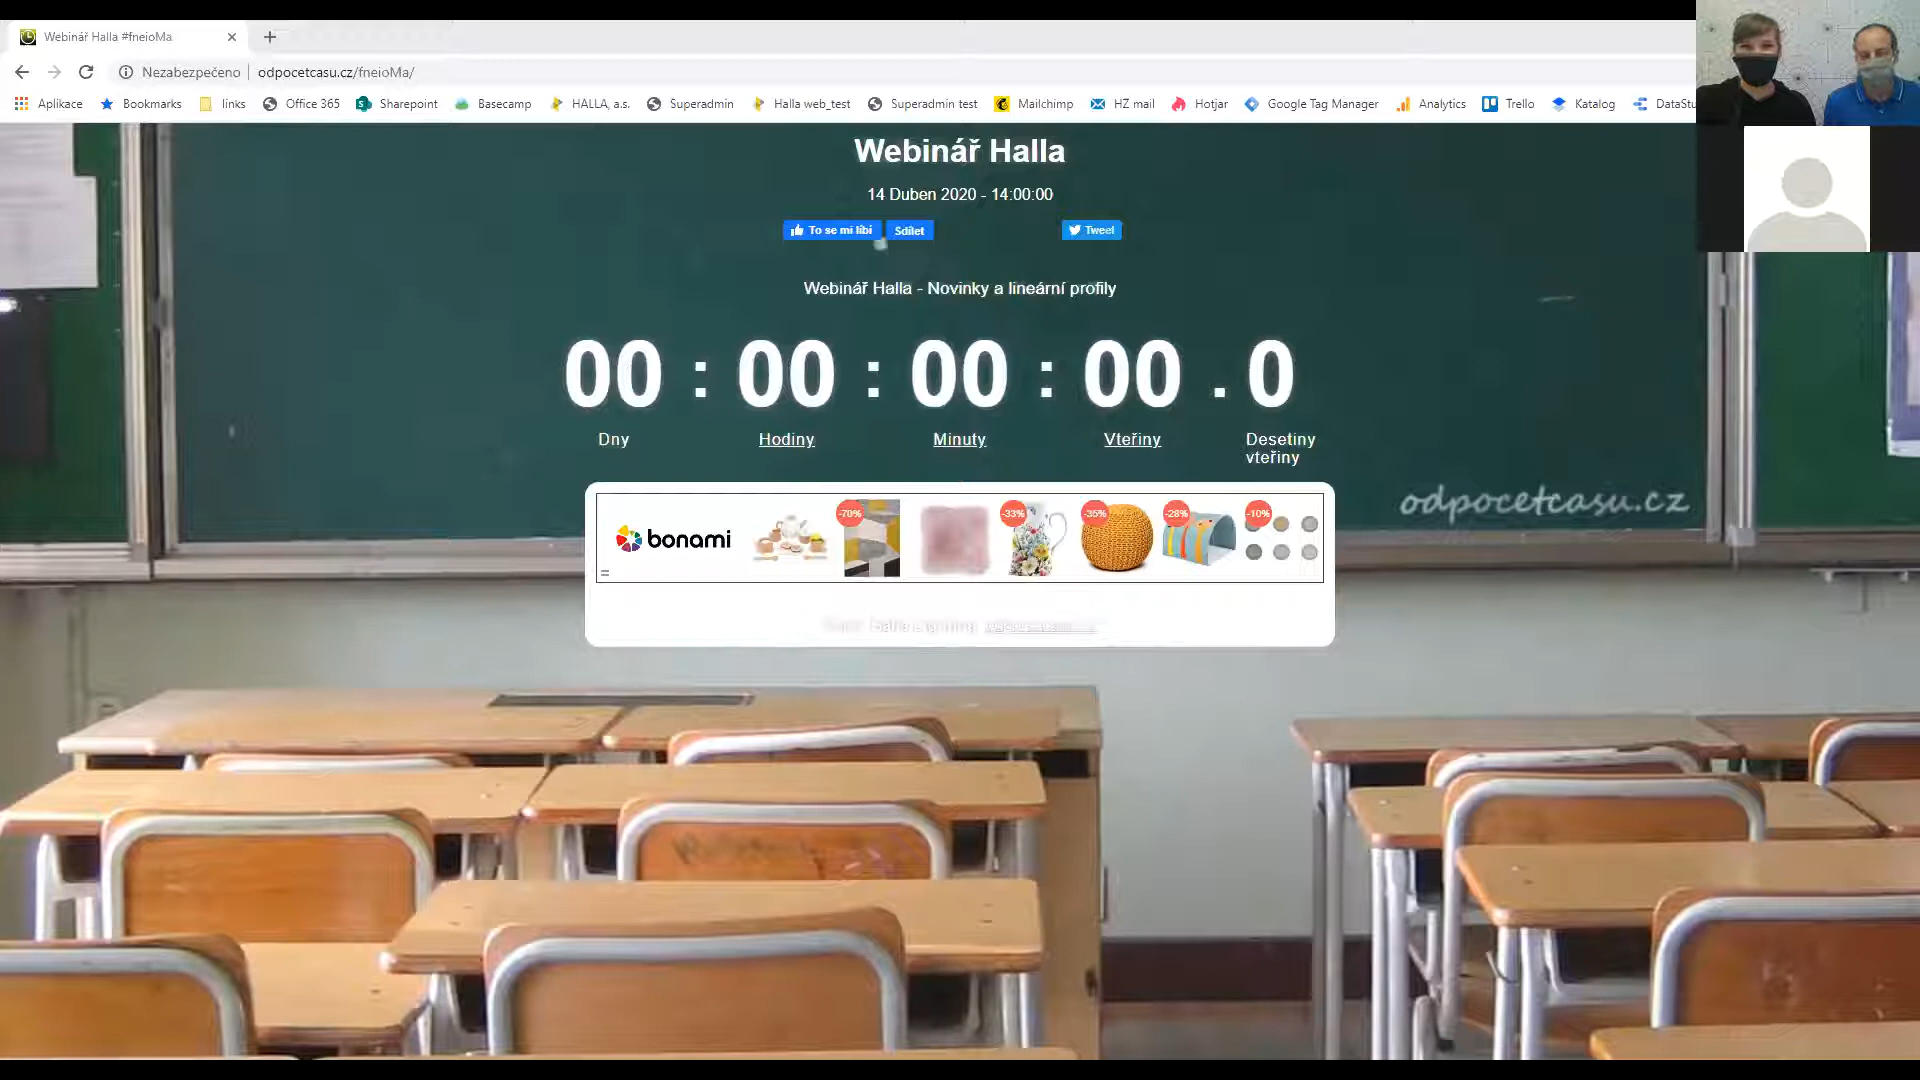 Webinář Halla #fneioMa
Nezabezpečeno
odpocetcasu.cz/fneioMa/
Aplikace
Bookmarks
links
Office 365
Sharepoint
Basecamp
HALLA, a.s.
Superadmin
Halla web_test
Superadmin test
Mailchimp
HZ mail
Hotjar
Google Tag Manager
Analytics
Trello
Katalog
DataStu
Webinář Halla
14 Duben 2020 - 14:00:00
To se mi líbí
Sdílet
Tweet
Webinář Halla - Novinky a lineární profily
00 : 00 : 00 : 00 . 0
Dny
Hodiny
Minuty
Vteřiny
Desetiny
vteřiny
odpocetcasu.cz
bonami
-70%
-33%
-35%
-28%
-10%